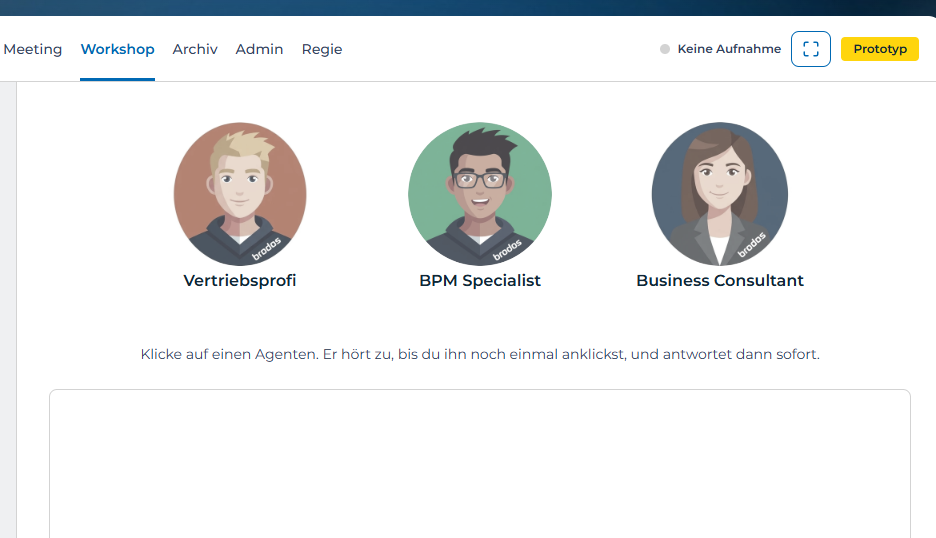 Meeting Workshop Archiv Admin Regie Keine Aufnahme Prototyp
brodos brodos brodos
Vertriebsprofi BPM Specialist Business Consultant
Klicke auf einen Agenten. Er hört zu, bis du ihn noch einmal anklickst, und antwortet dann sofort.